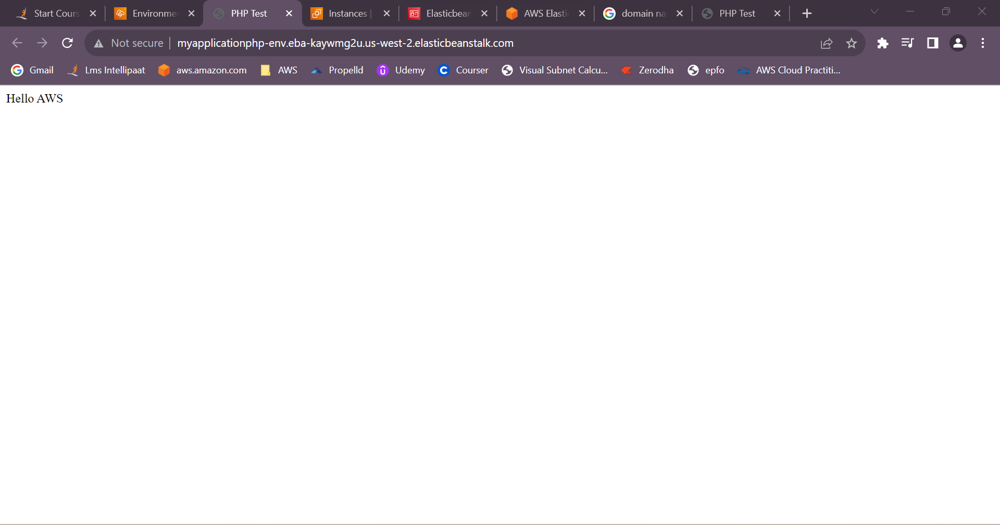 Start Cours
Environme
PHP Test
Instances |
Elasticbean
AWS Elasti
domain na
PHP Test
Not secure
myapplicationphp-env.eba-kaywmg2u.us-west-2.elasticbeanstalk.com
Gmail
Lms Intellipaat
aws.amazon.com
AWS
Propelld
Udemy
Courser
Visual Subnet Calcu...
Zerodha
epfo
AWS Cloud Practiti...
Hello AWS